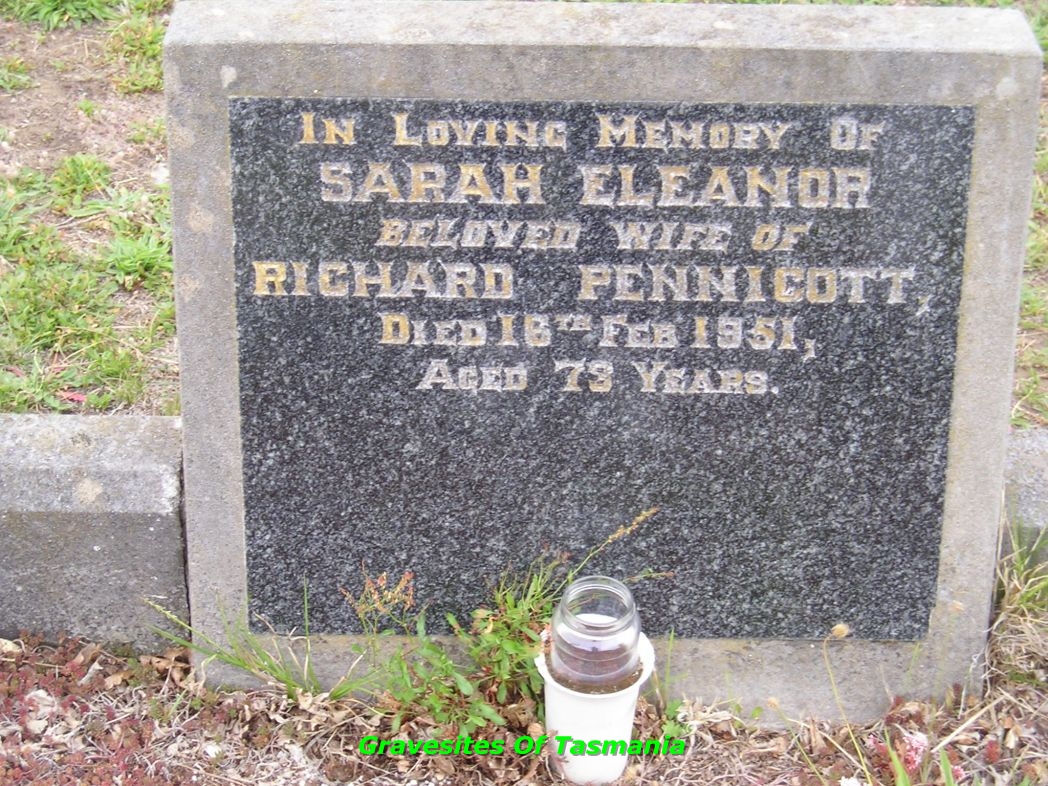 In Loving Memory Of
SARAH ELEANOR
BELOVED WIFE OF
RICHARD PENNICOTT,
Died 16TH Feb 1951,
Aged 73 Years.
Gravesites Of Tasmania